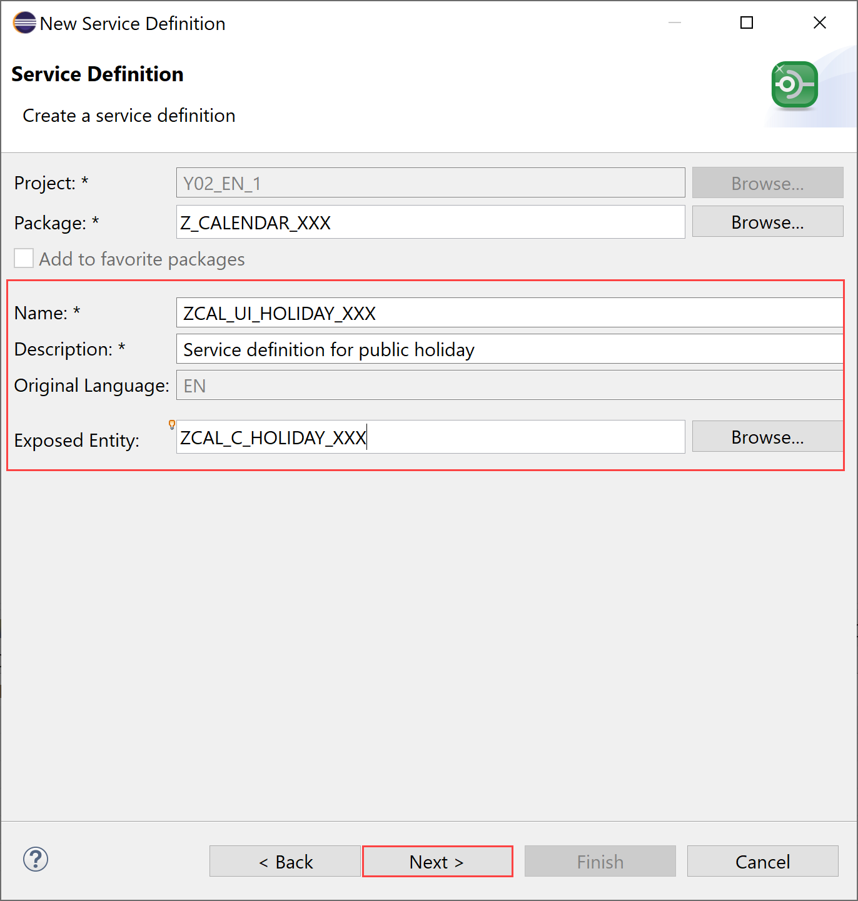 New Service Definition
Service Definition
Create a service definition
Project: * Y02_EN_1 Browse...
Package: * Z_CALENDAR_XXX Browse...
Add to favorite packages
Name: * ZCAL_UI_HOLIDAY_XXX
Description: * Service definition for public holiday
Original Language: EN
Exposed Entity: ZCAL_C_HOLIDAY_XXX Browse...
? < Back Next > Finish Cancel